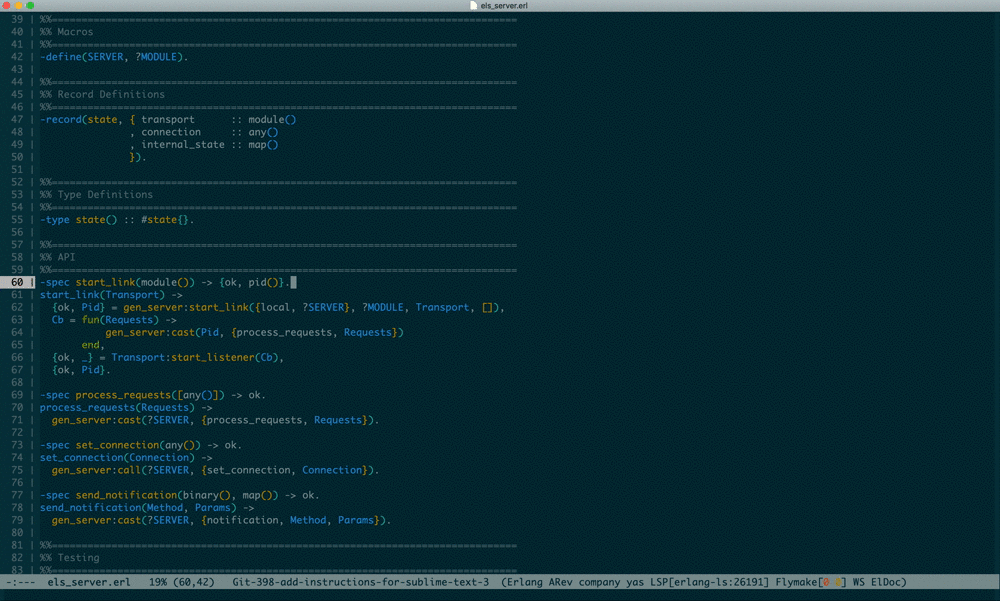 els_server.erl
39 | %%==============================================================================
40 | %% Macros
41 | %%==============================================================================
42 | -define(SERVER, ?MODULE).
43 |
44 | %%==============================================================================
45 | %% Record Definitions
46 | %%==============================================================================
47 | -record(state, { transport      :: module()
48 |                , connection     :: any()
49 |                , internal_state :: map()
50 |                }).
51 |
52 | %%==============================================================================
53 | %% Type Definitions
54 | %%==============================================================================
55 | -type state() :: #state{}.
56 |
57 | %%==============================================================================
58 | %% API
59 | %%==============================================================================
60 | -spec start_link(module()) -> {ok, pid()}.
61 | start_link(Transport) ->
62 |   {ok, Pid} = gen_server:start_link({local, ?SERVER}, ?MODULE, Transport, []),
63 |   Cb = fun(Requests) ->
64 |            gen_server:cast(Pid, {process_requests, Requests})
65 |        end,
66 |   {ok, _} = Transport:start_listener(Cb),
67 |   {ok, Pid}.
68 |
69 | -spec process_requests([any()]) -> ok.
70 | process_requests(Requests) ->
71 |   gen_server:cast(?SERVER, {process_requests, Requests}).
72 |
73 | -spec set_connection(any()) -> ok.
74 | set_connection(Connection) ->
75 |   gen_server:call(?SERVER, {set_connection, Connection}).
76 |
77 | -spec send_notification(binary(), map()) -> ok.
78 | send_notification(Method, Params) ->
79 |   gen_server:cast(?SERVER, {notification, Method, Params}).
80 |
81 | %%==============================================================================
82 | %% Testing
83 | %%==============================================================================
-:--- els_server.erl 19% (60,42) Git-398-add-instructions-for-sublime-text-3 (Erlang ARev company yas LSP[erlang-ls:26191] Flymake[0 0] WS ElDoc)